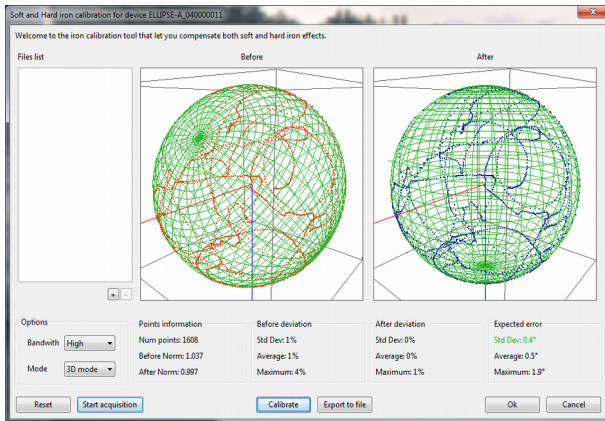 Soft and Hard iron calibration for device ELLIPSE-A_040000011
Welcome to the iron calibration tool that let you compensate both soft and hard iron effects.
Files list
Before
After
+ -
Options
Bandwith High
Mode 3D mode
Points information
Num points: 1608
Before Norm: 1.037
After Norm: 0.997
Before deviation
Std Dev: 1%
Average: 1%
Maximum: 4%
After deviation
Std Dev: 0%
Average: 0%
Maximum: 1%
Expected error
Std Dev: 0.4°
Average: 0.5°
Maximum: 1.9°
Reset Start acquisition Calibrate Export to file Ok Cancel